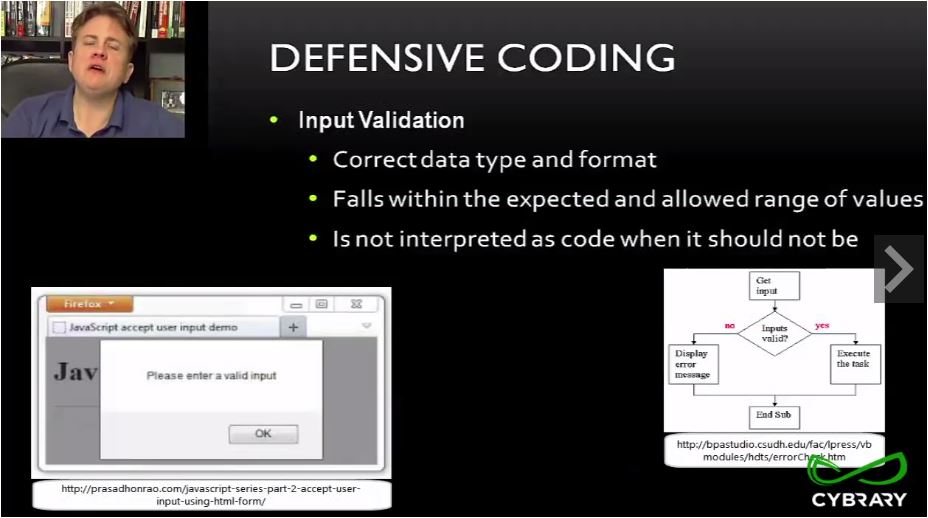 DEFENSIVE CODING
• Input Validation
• Correct data type and format
• Falls within the expected and allowed range of values
• Is not interpreted as code when it should not be
Firefox
JavaScript accept user input demo
+
Jav
Please enter a valid input
OK
http://prasadhonrao.com/javascript-series-part-2-accept-user-
input-using-html-form/
Get
input
no
Inputs
valid?
yes
Display
error
message
Execute
the task
End Sub
http://bpastudio.csudh.edu/fac/lpress/vb
modules/hdts/errorCheck.htm
CYBRARY